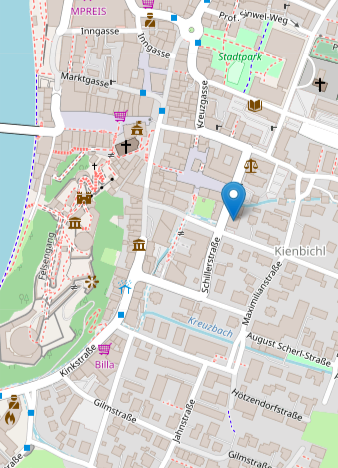 MPREIS
Prof.-Sinwel-Weg
Inngasse
Inngasse
Stadtpark
Marktgasse
Kreuzgasse
Felsengang
Schillerstraße
Kienbichl
Maximilianstraße
Kreuzbach
August Scherl-Straße
Kinkstraße
Billa
Hötzendorfstraße
Gilmstraße
Jahnstraße
Gilmstraße